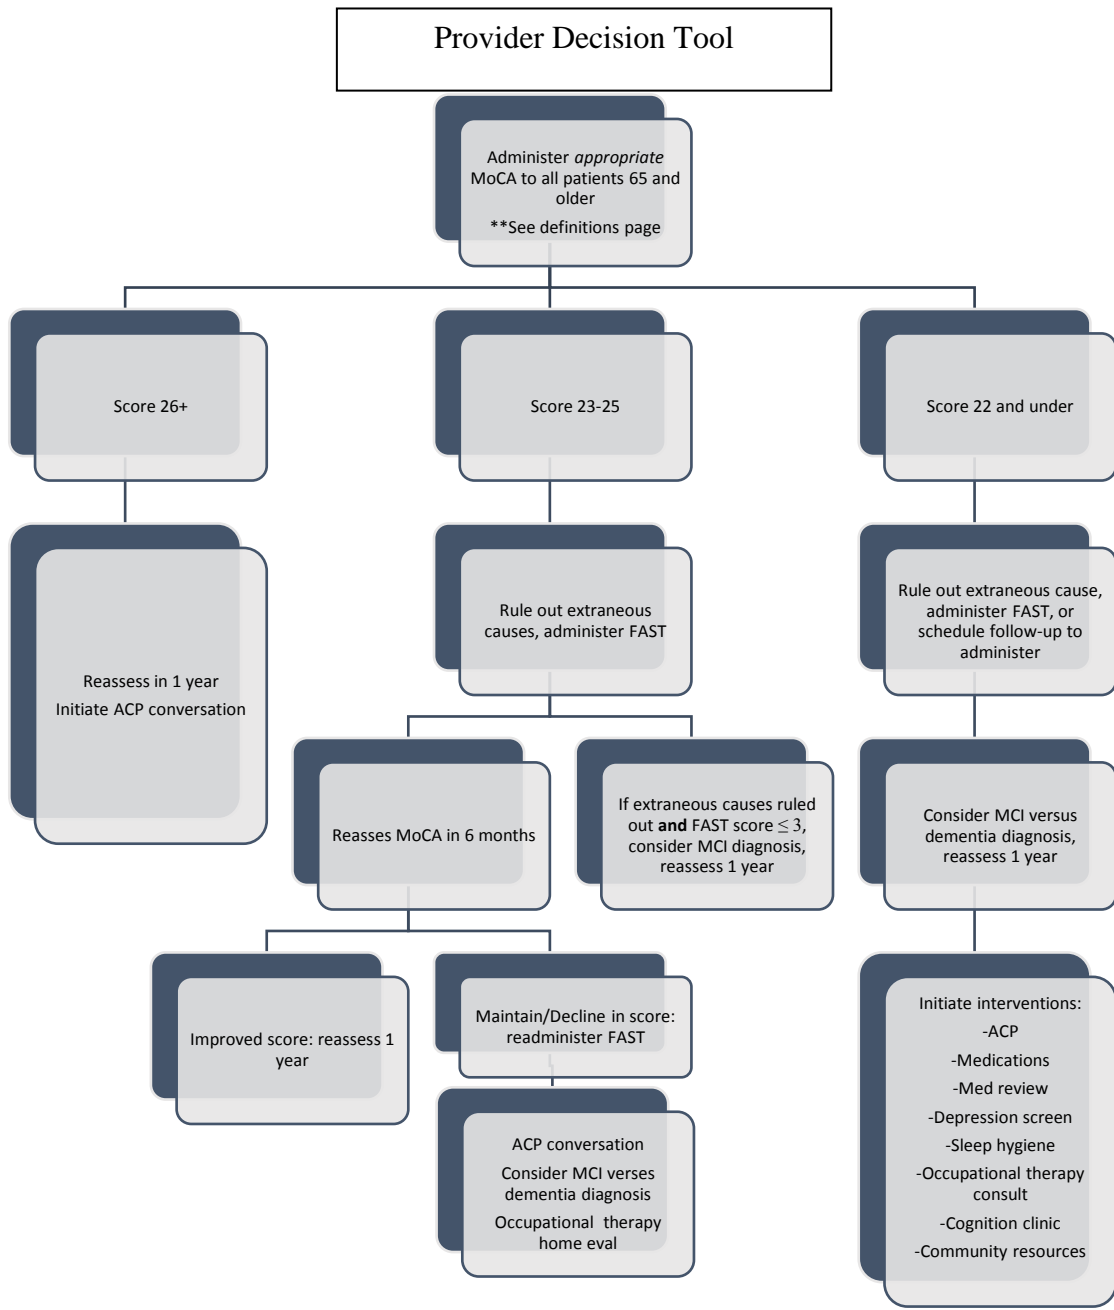 Provider Decision Tool
Administer appropriate
MoCA to all patients 65 and
older
**See definitions page
Score 26+
Score 23-25
Score 22 and under
Reassess in 1 year
Initiate ACP conversation
Rule out extraneous
causes, administer FAST
Rule out extraneous cause,
administer FAST, or
schedule follow-up to
administer
Reasses MoCA in 6 months
If extraneous causes ruled
out and FAST score ≤ 3,
consider MCI diagnosis,
reassess 1 year
Consider MCI versus
dementia diagnosis,
reassess 1 year
Improved score: reassess 1
year
Maintain/Decline in score:
readminister FAST
ACP conversation
Consider MCI verses
dementia diagnosis
Occupational therapy
home eval
Initiate interventions:
-ACP
-Medications
-Med review
-Depression screen
-Sleep hygiene
-Occupational therapy
consult
-Cognition clinic
-Community resources